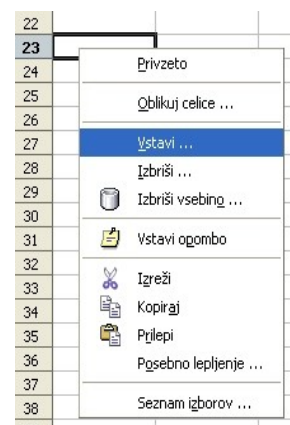 22
23
24
Privzeto
25
Oblikuj celice ...
26
27
Vstavi ...
28
Izbriši ...
29
Izbriši vsebino ...
30
31
Vstavi opombo
32
33
Izreži
34
Kopiraj
35
Prilepi
36
Posebno lepljenje ...
37
38
Seznam izborov ...